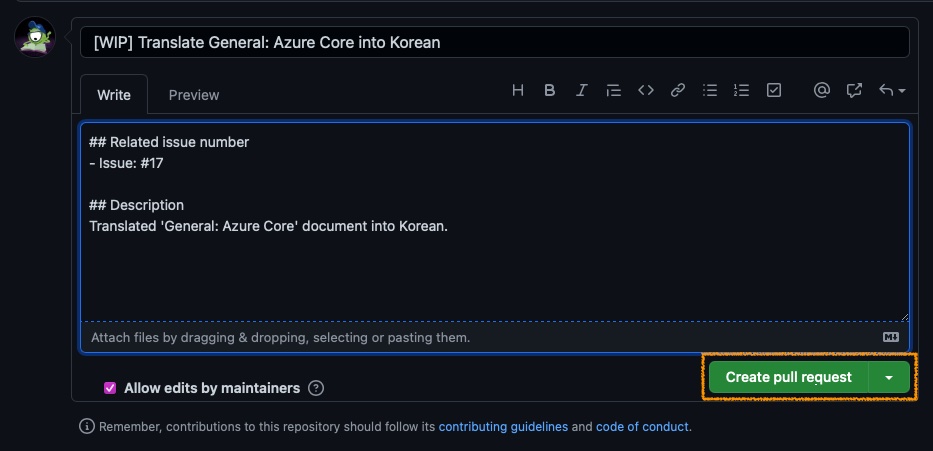 [WIP] Translate General: Azure Core into Korean
Write
Preview
## Related issue number
- Issue: #17
## Description
Translated 'General: Azure Core' document into Korean.
Attach files by dragging & dropping, selecting or pasting them.
Create pull request
Allow edits by maintainers
Remember, contributions to this repository should follow its contributing guidelines and code of conduct.